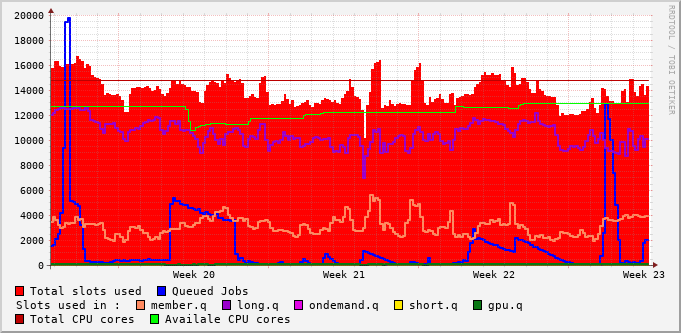 20000
18000
16000
14000
12000
10000
8000
6000
4000
2000
0
Week 20 Week 21 Week 22 Week 23
RRDTOOL / TOBI OETIKER
Total slots used Queued Jobs
Slots used in : member.q long.q ondemand.q short.q gpu.q
Total CPU cores Availale CPU cores